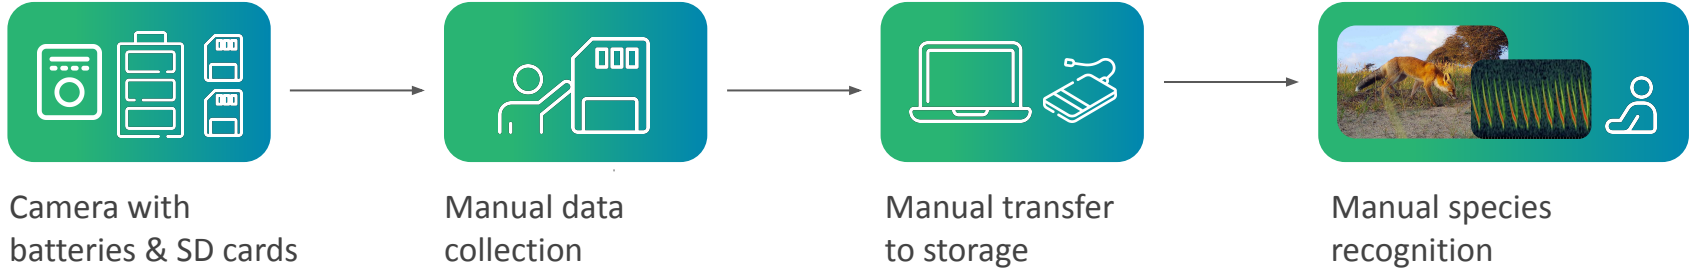 Camera with
batteries & SD cards
Manual data
collection
Manual transfer
to storage
Manual species
recognition